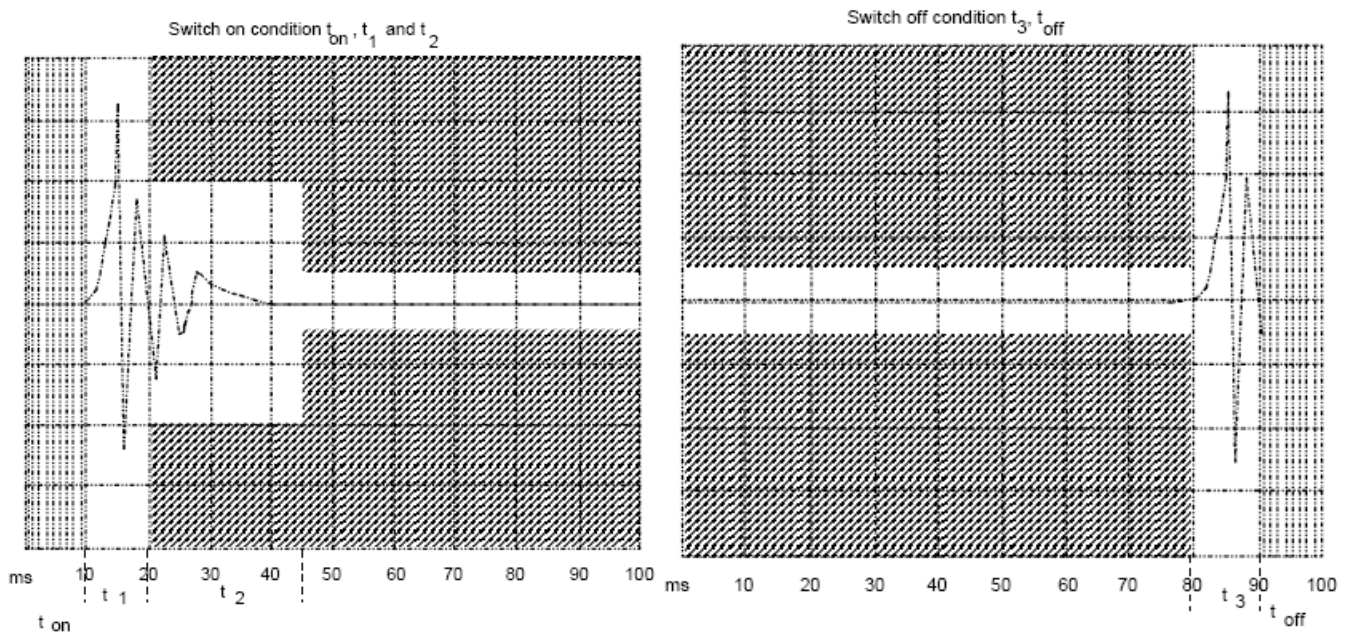 Switch on condition t_on , t_1 and t_2
Switch off condition t_3, t_off
ms 10 20 30 40 50 60 70 80 90 100
t_1 t_2
t_on
ms 10 20 30 40 50 60 70 80 90 100
t_3 t_off